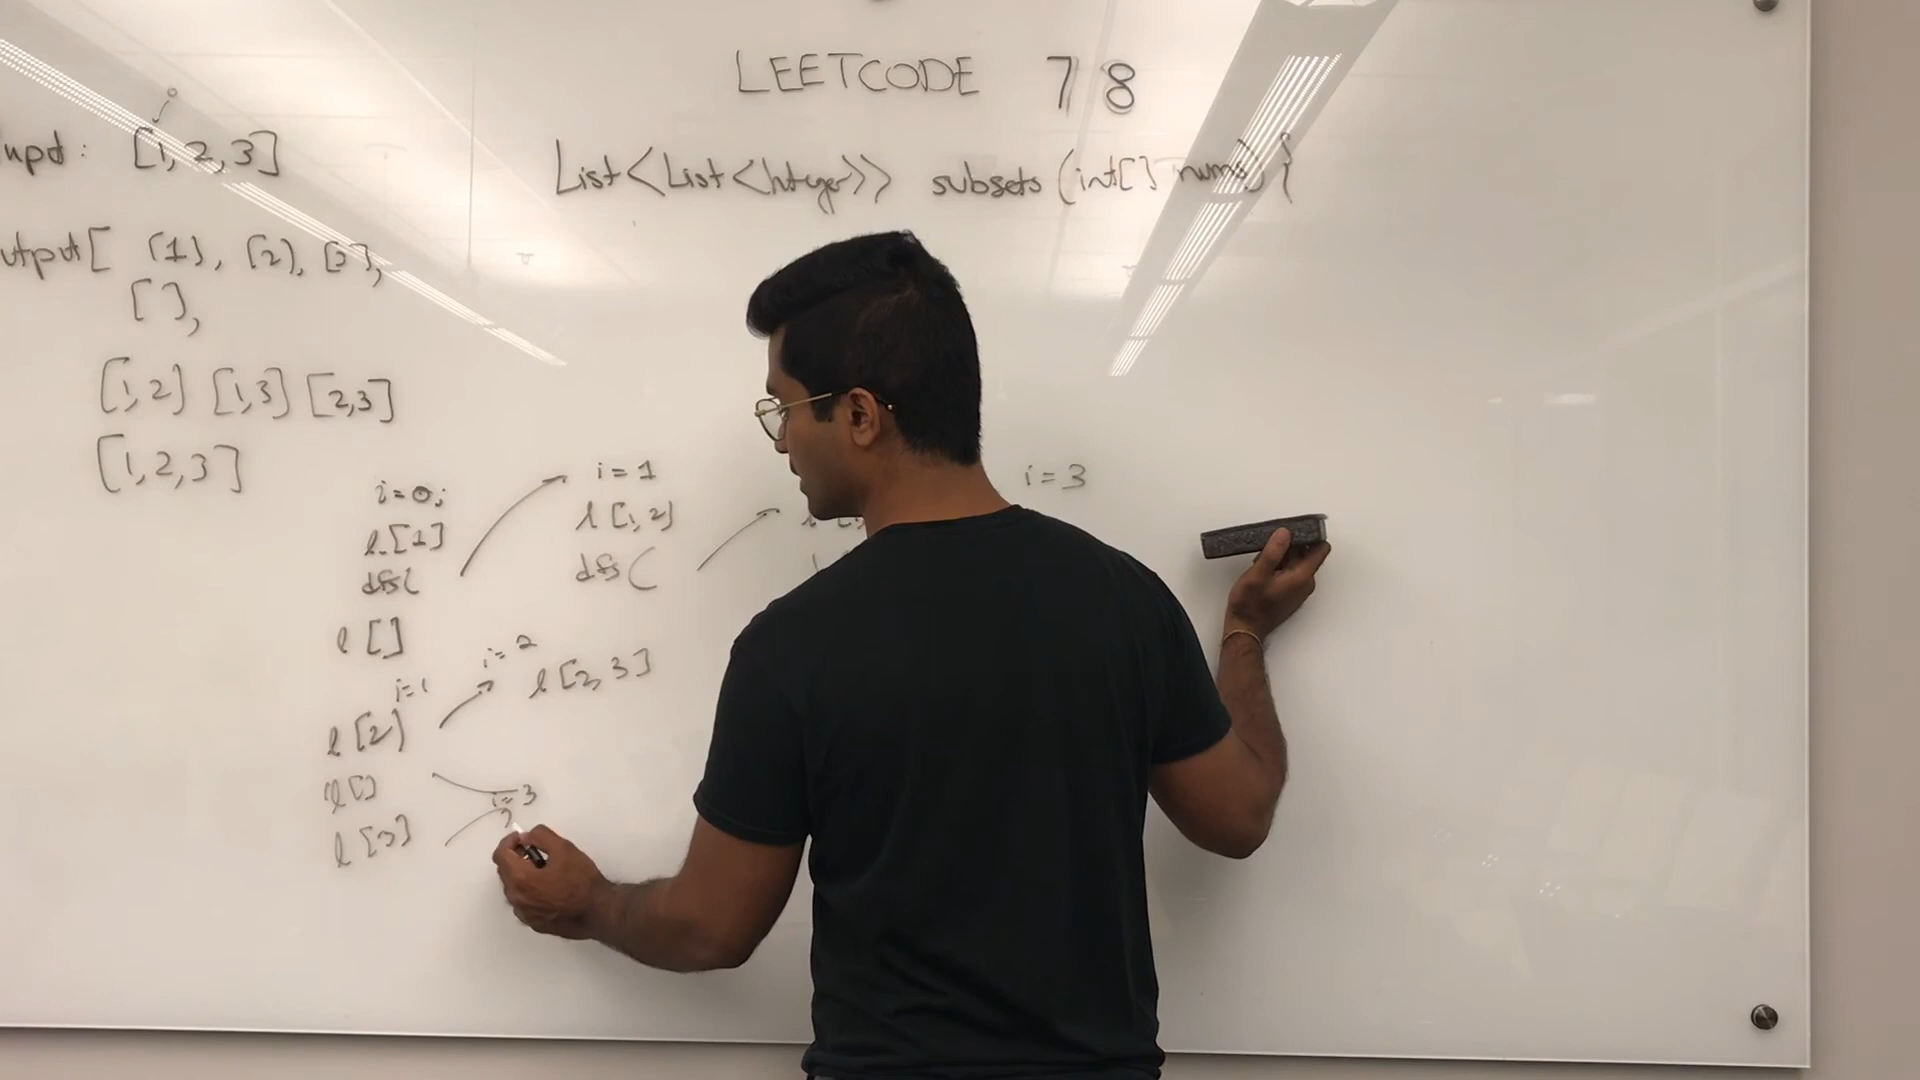 LEETCODE 78
List<List<Integer>> subsets (int[] nums) {
input: [1, 2, 3]
output [ [1], [2], [3],
[ ],
[1,2] [1,3] [2,3]
[1,2,3]
i=0;
l.[1]
dfs(
i=1
l [1,2]
dfs(
i=3
l []
i=1
l [2]
i=2
l [2,3]
l[]
l [3]
i=3